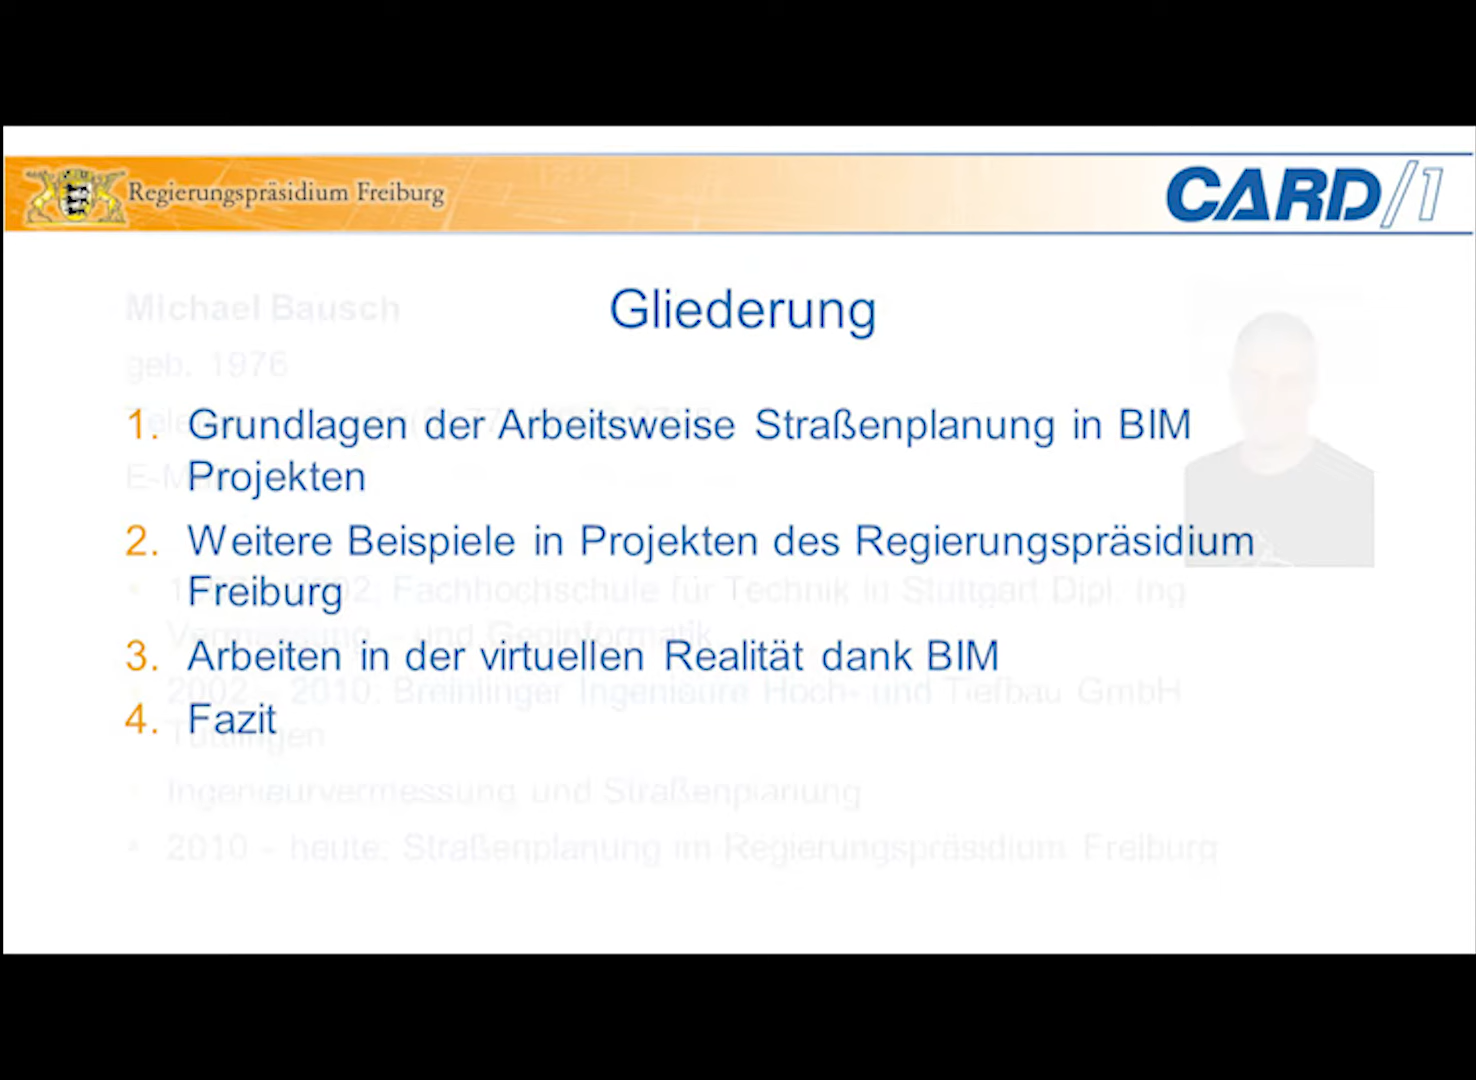 Regierungspräsidium Freiburg
CARD/1
Gliederung
Michael Bausch
geb. 1976
1. Grundlagen der Arbeitsweise Straßenplanung in BIM
Projekten
2. Weitere Beispiele in Projekten des Regierungspräsidium
Freiburg
3. Arbeiten in der virtuellen Realität dank BIM
4. Fazit
2002: Fachhochschule für Technik in Stuttgart Dipl. Ing
Vermessung - und Geoinformatik
• 2002 - 2010: Breinlinger Ingenieure Hoch- und Tiefbau GmbH
Tuttlingen
• Ingenieurvermessung und Straßenplanung
• 2010 - heute: Straßenplanung im Regierungspräsidium Freiburg